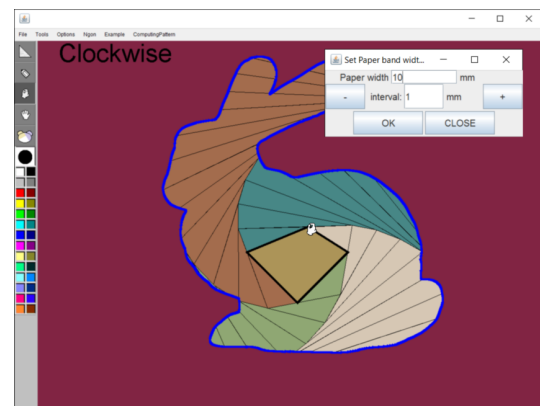 File Tools Options Ngon Example ComputingPattern
Clockwise
Set Paper band widt...
Paper width 10 mm
- interval: 1 mm +
OK CLOSE